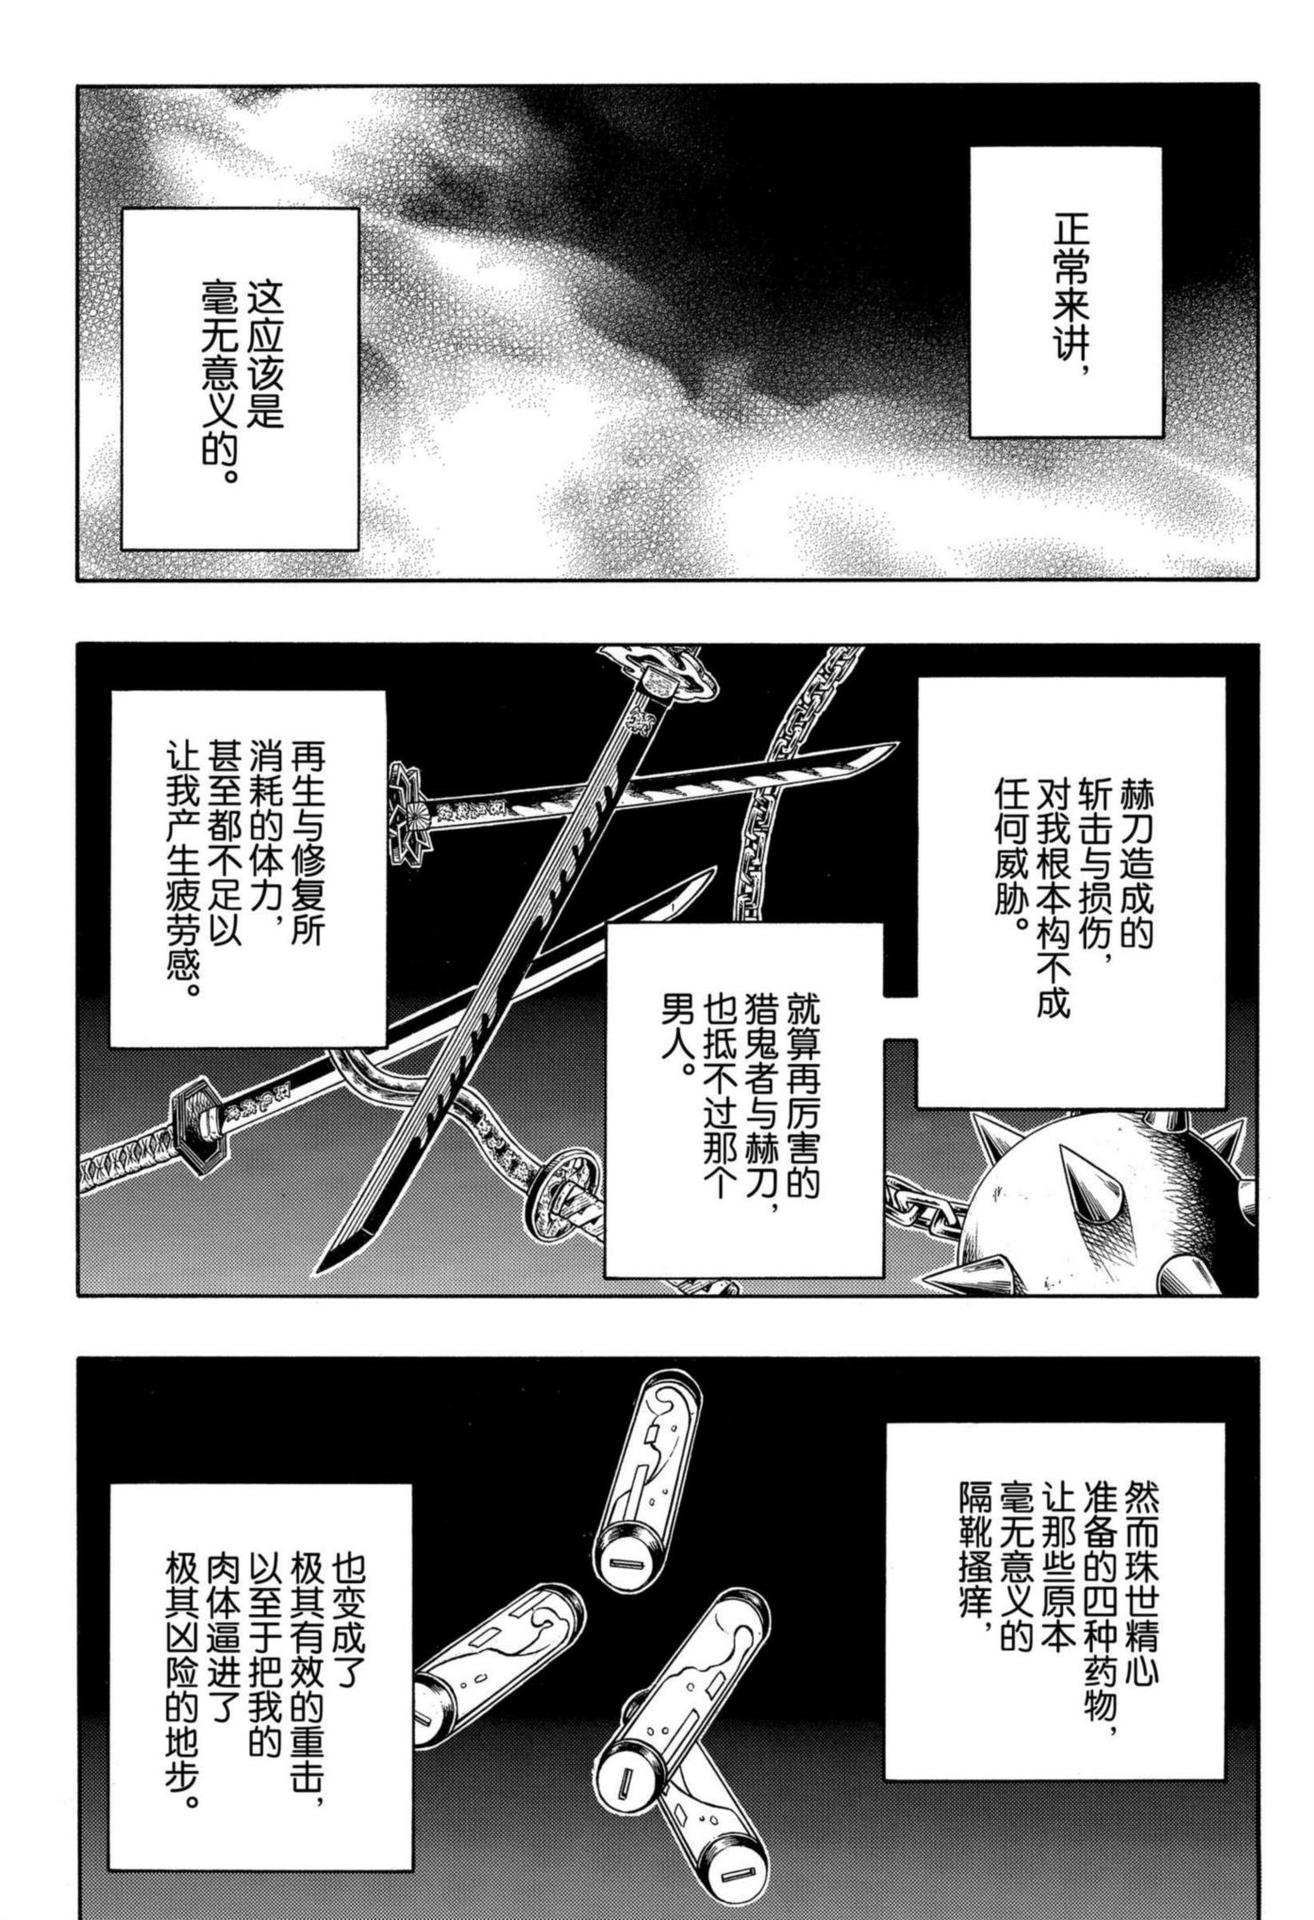 正常来讲，
这应该是
毫无意义的。
赫刀造成的
斩击与损伤，
对我根本构不成
任何威胁。
就算再厉害的
猎鬼者与赫刀，
也抵不过那个
男人。
再生与修复所
消耗的体力，
甚至都不足以
让我产生疲劳感。
然而珠世精心
准备的四种药物，
让那些原本
毫无意义的
隔靴搔痒，
也变成了
极其有效的重击，
以至于把我的
肉体逼进了
极其凶险的地步。